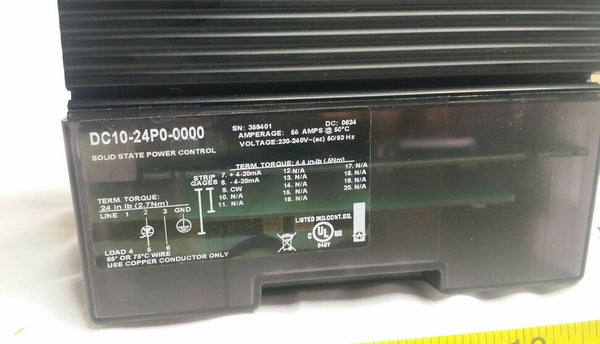 DC10-24P0-0000
SOLID STATE POWER CONTROL
SN: 359401 DC: 0624
AMPERAGE: 55 AMPS @ 50°C
VOLTAGE:230-240V~(ac) 50/60 Hz
TERM. TORQUE: 4.4 in-lb (.5Nm)
STRIP GAGES
7. + 4-20mA
8. - 4-20mA
9. CW
10. N/A
11. N/A
12.N/A
13. N/A
14. N/A
15. N/A
16. N/A
17. N/A
18. N/A
19. N/A
20. N/A
TERM. TORQUE:
24 in lb (2.7Nm)
LINE 1 2 3 GND
LOAD 4 5 6
65° OR 75°C WIRE
USE COPPER CONDUCTOR ONLY
LISTED IND.CONT.EQ.
C UL US